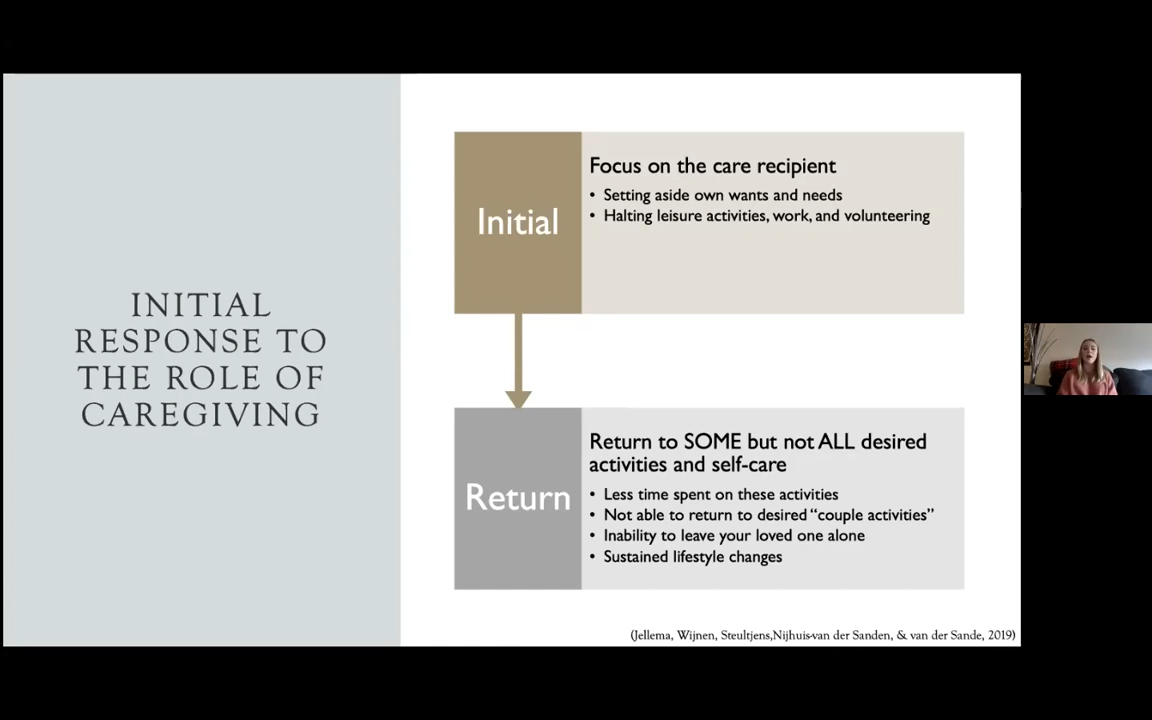 INITIAL
RESPONSE TO
THE ROLE OF
CAREGIVING
Initial
Focus on the care recipient
• Setting aside own wants and needs
• Halting leisure activities, work, and volunteering
Return
Return to SOME but not ALL desired
activities and self-care
• Less time spent on these activities
• Not able to return to desired “couple activities”
• Inability to leave your loved one alone
• Sustained lifestyle changes
(Jellema, Wijnen, Steultjens,Nijhuis-van der Sanden, & van der Sande, 2019)